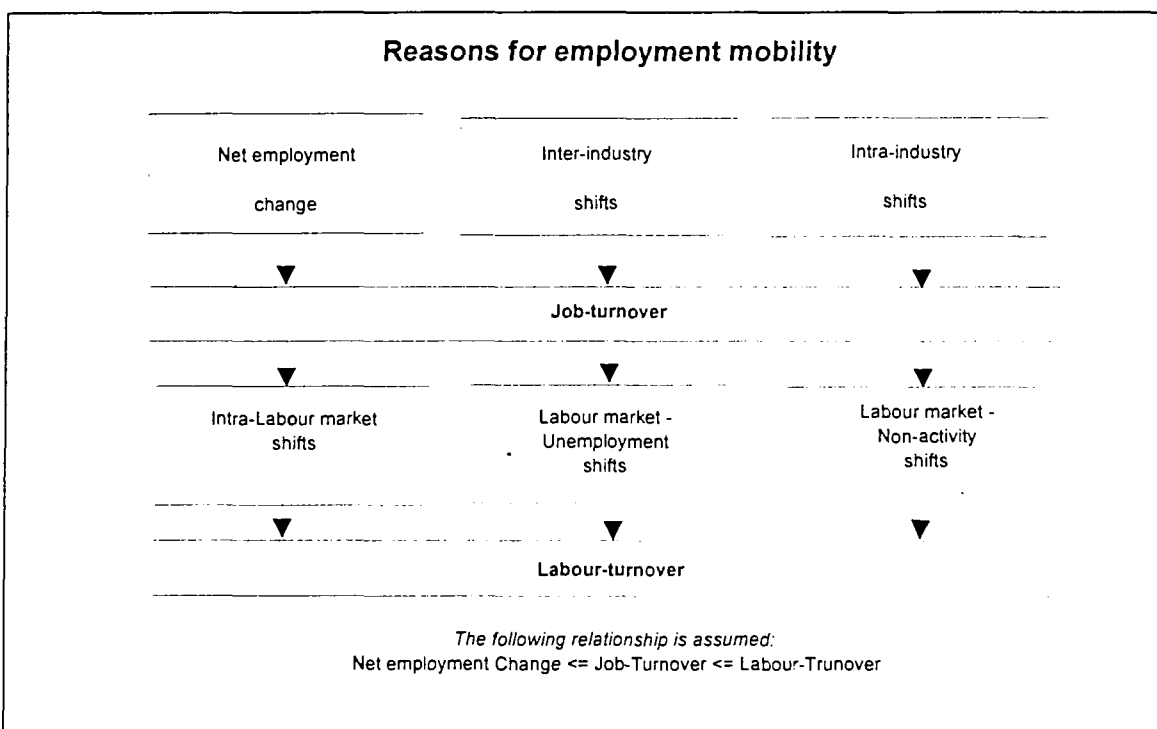 Reasons for employment mobility
Net employment
change
Inter-industry
shifts
Intra-industry
shifts
Job-turnover
Intra-Labour market
shifts
Labour market -
Unemployment
shifts
Labour market -
Non-activity
shifts
Labour-turnover
The following relationship is assumed:
Net employment Change <= Job-Turnover <= Labour-Trunover